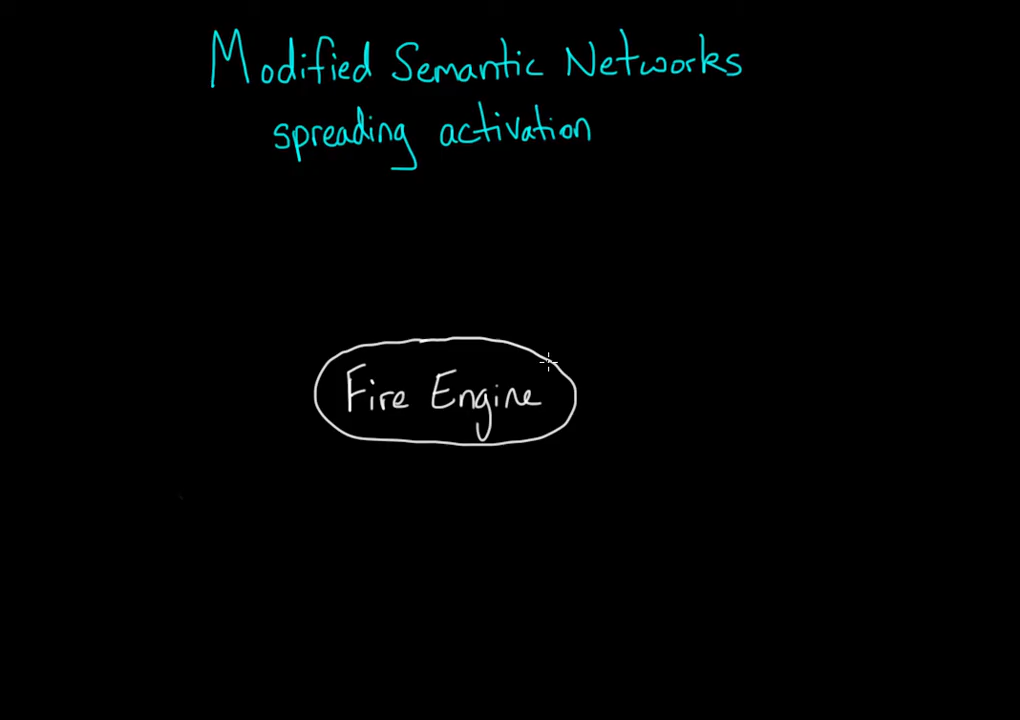 Modified Semantic Networks
spreading activation
Fire Engine